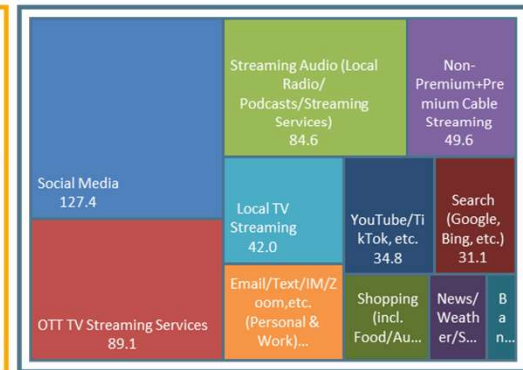 Social Media
127.4
OTT TV Streaming Services
89.1
Streaming Audio (Local
Radio/
Podcasts/Streaming
Services)
84.6
Non-
Premium+Pre
mium Cable
Streaming
49.6
Local TV
Streaming
42.0
YouTube/Ti
kTok, etc.
34.8
Search
(Google,
Bing, etc.)
31.1
Email/Text/IM/Z
oom,etc.
(Personal &
Work)...
Shopping
(incl.
Food/Au...
News/
Weath
er/S...
B
a
n...